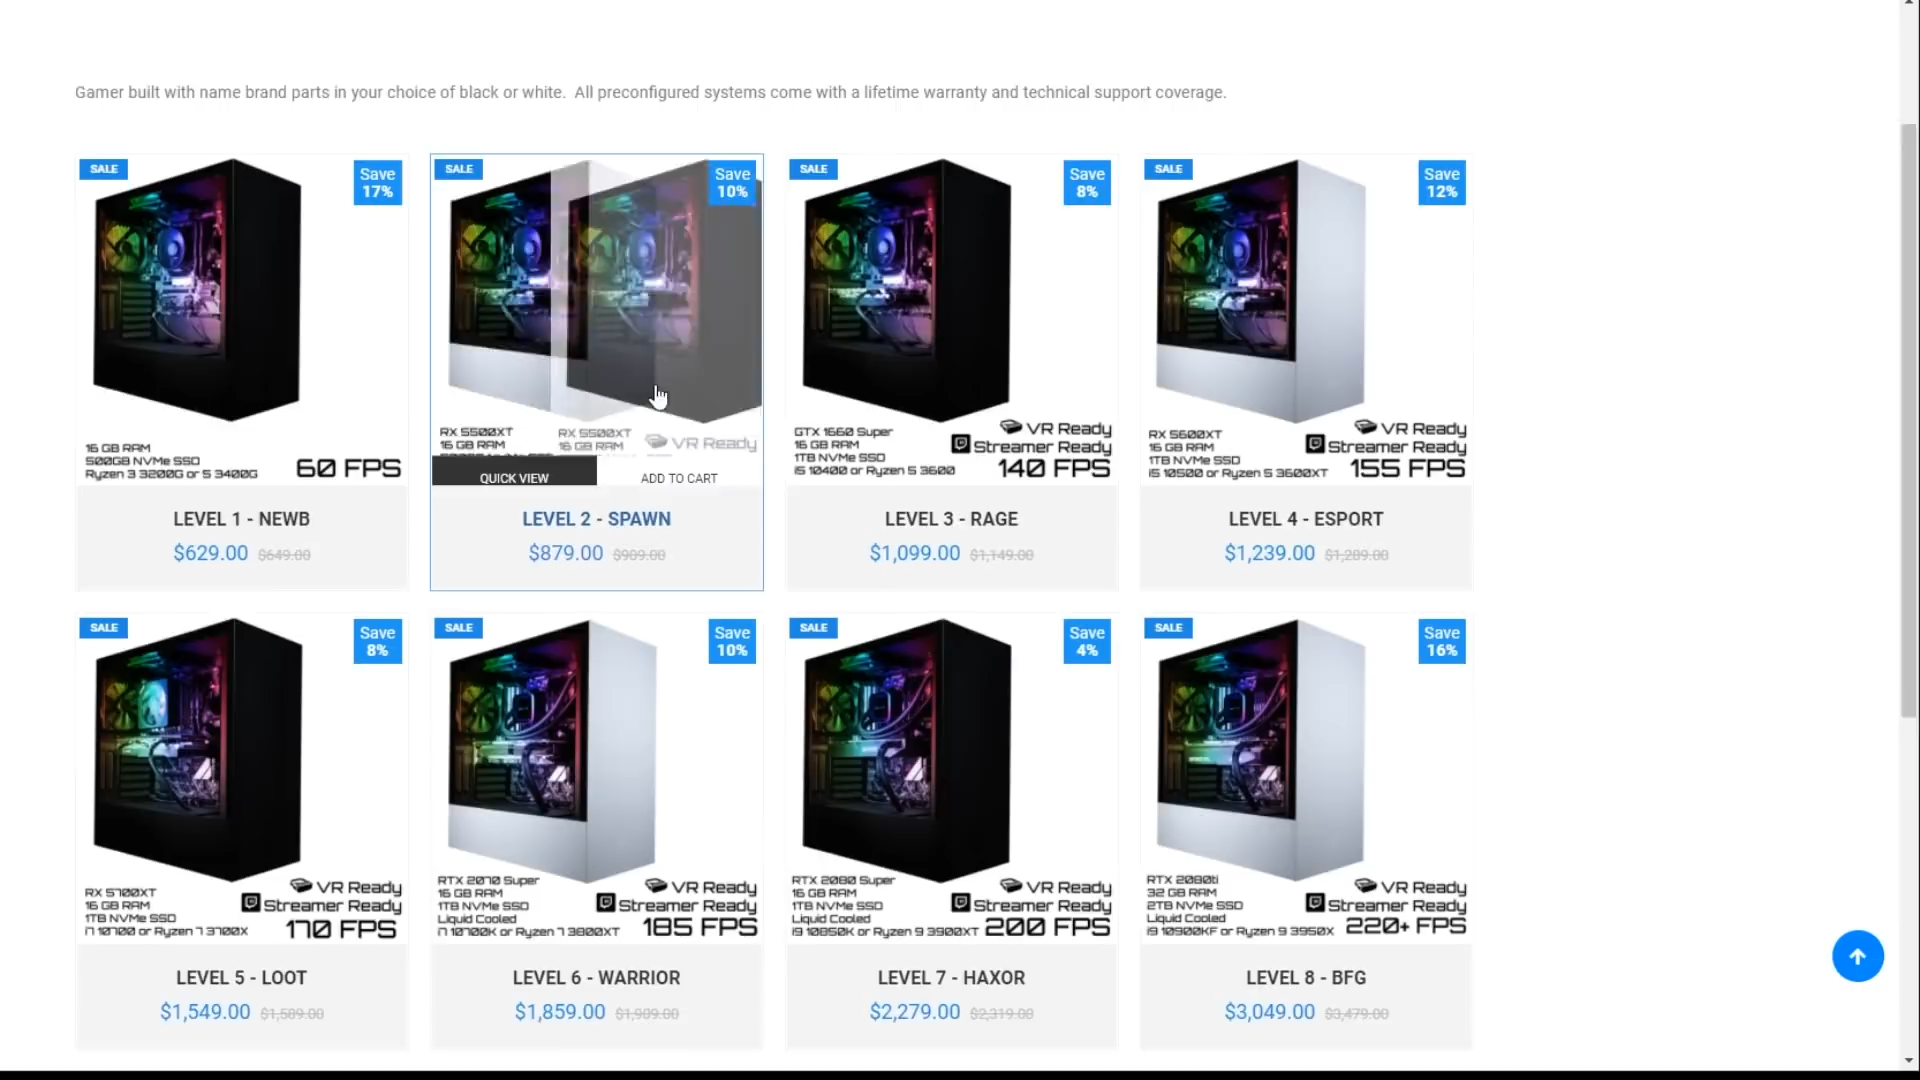 Gamer built with name brand parts in your choice of black or white.  All preconfigured systems come with a lifetime warranty and technical support coverage.
SALE
Save
17%
16 GB RAM
500GB NVMe SSD
Ryzen 3 3200G or 5 3400G
60 FPS
LEVEL 1 - NEWB
$629.00 $649.00
SALE
Save
10%
RX 5500XT
16 GB RAM
RX 5500XT
16 GB RAM
VR Ready
QUICK VIEW
ADD TO CART
LEVEL 2 - SPAWN
$879.00 $909.00
SALE
Save
8%
GTX 1660 Super
16 GB RAM
1TB NVMe SSD
i5 10400 or Ryzen 5 3600
VR Ready
Streamer Ready
140 FPS
LEVEL 3 - RAGE
$1,099.00 $1,149.00
SALE
Save
12%
RX 5600XT
16 GB RAM
1TB NVMe SSD
i5 10500 or Ryzen 5 3600XT
VR Ready
Streamer Ready
155 FPS
LEVEL 4 - ESPORT
$1,239.00 $1,289.00
SALE
Save
8%
RX 5700XT
16 GB RAM
1TB NVMe SSD
i7 10700 or Ryzen 7 3700X
VR Ready
Streamer Ready
170 FPS
LEVEL 5 - LOOT
$1,549.00 $1,589.00
SALE
Save
10%
RTX 2070 Super
16 GB RAM
1TB NVMe SSD
Liquid Cooled
i7 10700K or Ryzen 7 3800XT
VR Ready
Streamer Ready
185 FPS
LEVEL 6 - WARRIOR
$1,859.00 $1,909.00
SALE
Save
4%
RTX 2080 Super
16 GB RAM
1TB NVMe SSD
Liquid Cooled
i9 10850K or Ryzen 9 3900XT
VR Ready
Streamer Ready
200 FPS
LEVEL 7 - HAXOR
$2,279.00 $2,319.00
SALE
Save
16%
RTX 2080ti
32 GB RAM
2TB NVMe SSD
Liquid Cooled
i9 10900KF or Ryzen 9 3950X
VR Ready
Streamer Ready
220+ FPS
LEVEL 8 - BFG
$3,049.00 $3,479.00